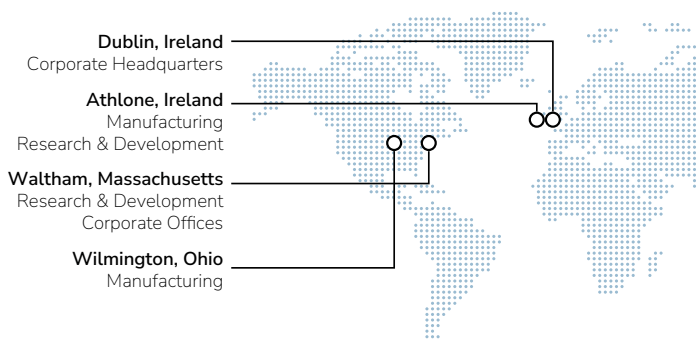 Dublin, Ireland
Corporate Headquarters
Athlone, Ireland
Manufacturing
Research & Development
Waltham, Massachusetts
Research & Development
Corporate Offices
Wilmington, Ohio
Manufacturing